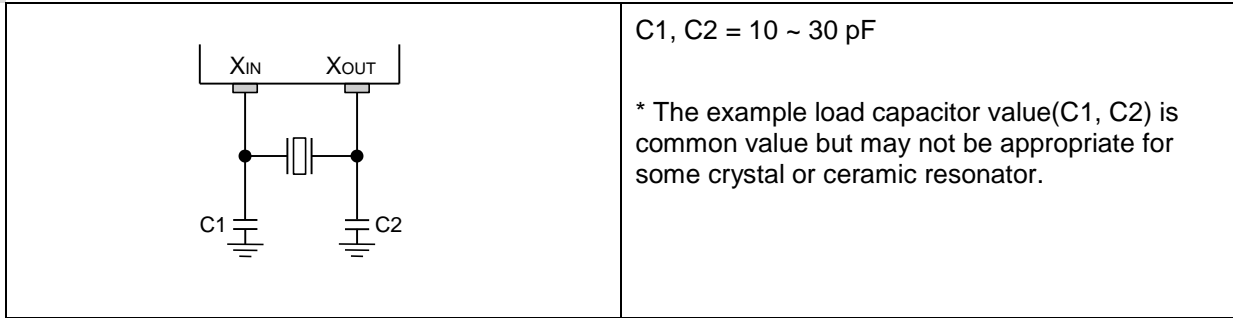 XIN XOUT
C1 C2
C1, C2 = 10 ~ 30 pF
* The example load capacitor value(C1, C2) is
common value but may not be appropriate for
some crystal or ceramic resonator.